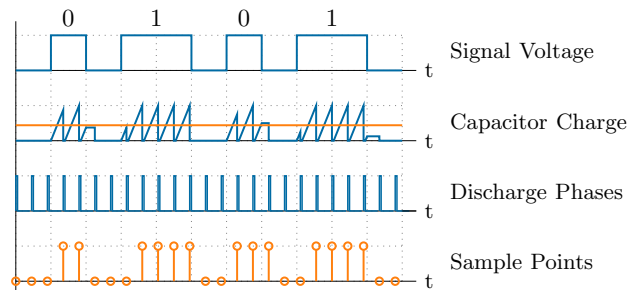 0 1 0 1
Signal Voltage
t
Capacitor Charge
t
Discharge Phases
t
Sample Points
t